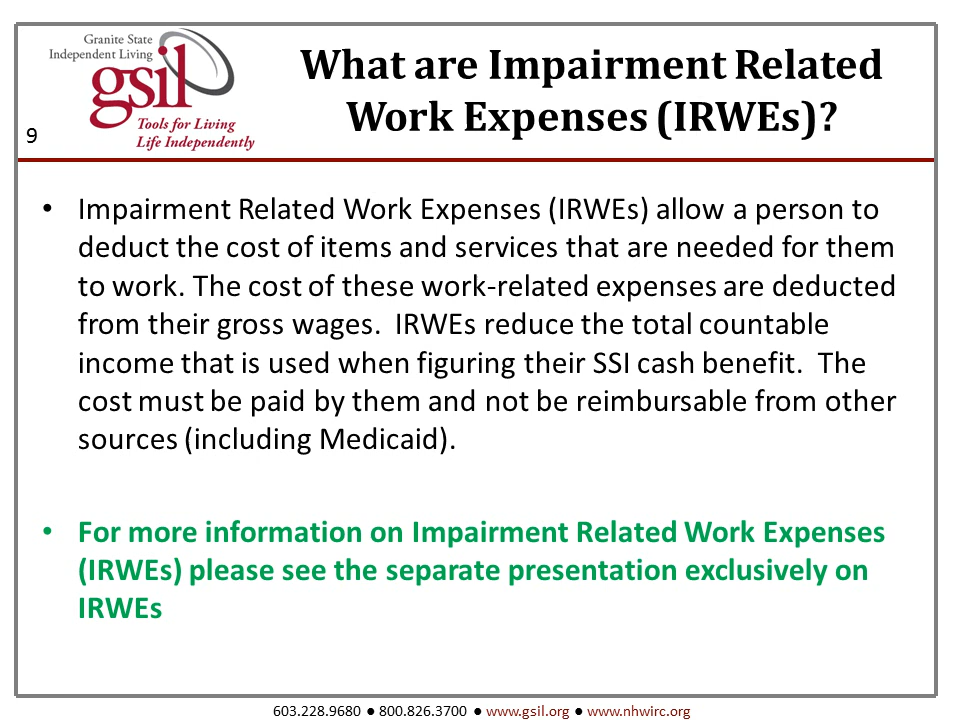 Granite State
Independent Living
gsil
Tools for Living
Life Independently
What are Impairment Related
Work Expenses (IRWEs)?
9
• Impairment Related Work Expenses (IRWEs) allow a person to
deduct the cost of items and services that are needed for them
to work. The cost of these work-related expenses are deducted
from their gross wages.  IRWEs reduce the total countable
income that is used when figuring their SSI cash benefit.  The
cost must be paid by them and not be reimbursable from other
sources (including Medicaid).
• For more information on Impairment Related Work Expenses
(IRWEs) please see the separate presentation exclusively on
IRWEs
603.228.9680 ● 800.826.3700 ● www.gsil.org ● www.nhwirc.org